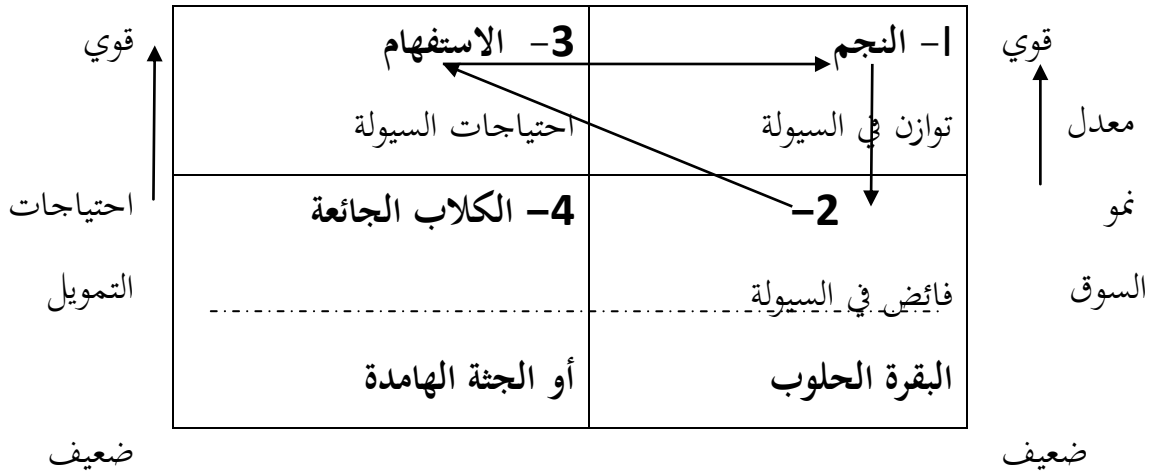 قوي
ا- النجم
3- الاستفهام
قوي
معدل
توازن في السيولة
احتياجات السيولة
نمو
2-
4- الكلاب الجائعة
احتياجات
السوق
فائض في السيولة
التمويل
البقرة الحلوب
أو الجثة الهامدة
ضعيف
ضعيف